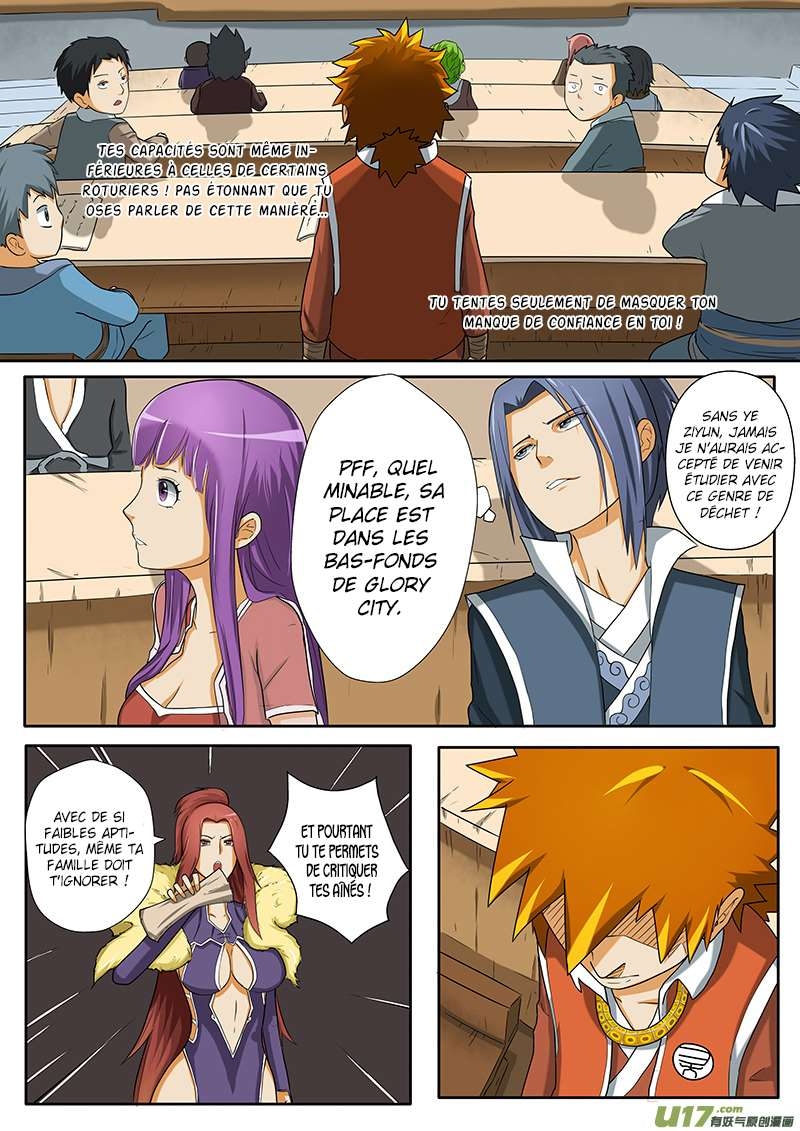 TES CAPACITÉS SONT MÊME IN-
FÉRIEURES À CELLES DE CERTAINS
ROTURIERS ! PAS ÉTONNANT QUE TU
OSES PARLER DE CETTE MANIÈRE...
TU TENTES SEULEMENT DE MASQUER TON
MANQUE DE CONFIANCE EN TOI !
PFF, QUEL
MINABLE, SA
PLACE EST
DANS LES
BAS-FONDS
DE GLORY
CITY.
SANS YE
ZIYUN, JAMAIS
JE N'AURAIS AC-
CEPTÉ DE VENIR
ÉTUDIER AVEC
CE GENRE DE
DÉCHET !
AVEC DE SI
FAIBLES APTI-
TUDES, MÊME TA
FAMILLE DOIT
T'IGNORER !
ET POURTANT
TU TE PERMETS
DE CRITIQUER
TES AÎNÉS !
U17.com
有妖气原创漫画